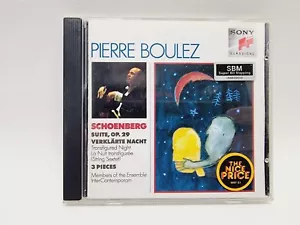 PIERRE BOULEZ
SONY
CLASSICAL
SBM
Super Bit Mapping
SCHOENBERG
SUITE, OP. 29
VERKLÄRTE NACHT
Transfigured Night
La Nuit transfigurée
(String Sextet)
3 PIECES
Members of the Ensemble
InterContemporain
THE
NICE
PRICE